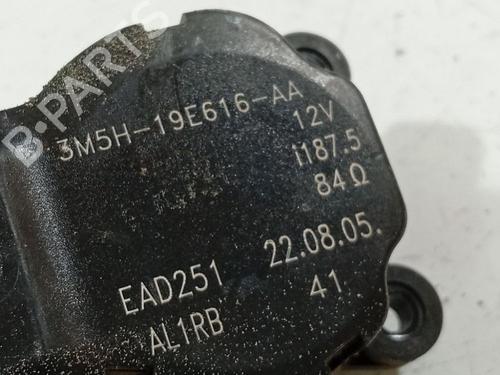 B-PARTS
3M5H-19E616-AA
12V
i187.5
84Ω
EAD251 22.08.05.
AL1RB 41